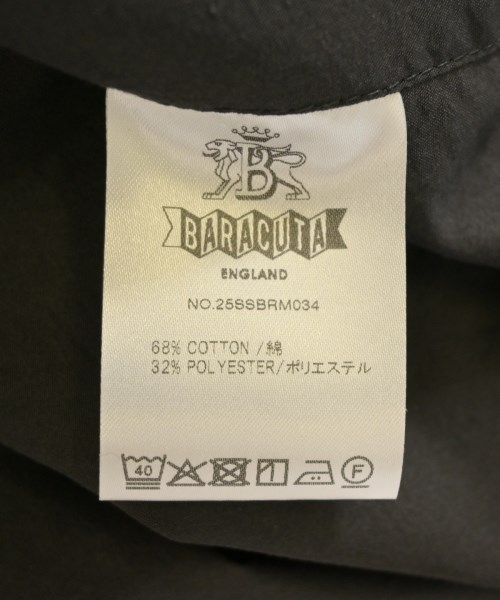 B
BARACUTA
ENGLAND
NO.25SSBRM034
68% COTTON/綿
32% POLYESTER/ポリエステル
40
F